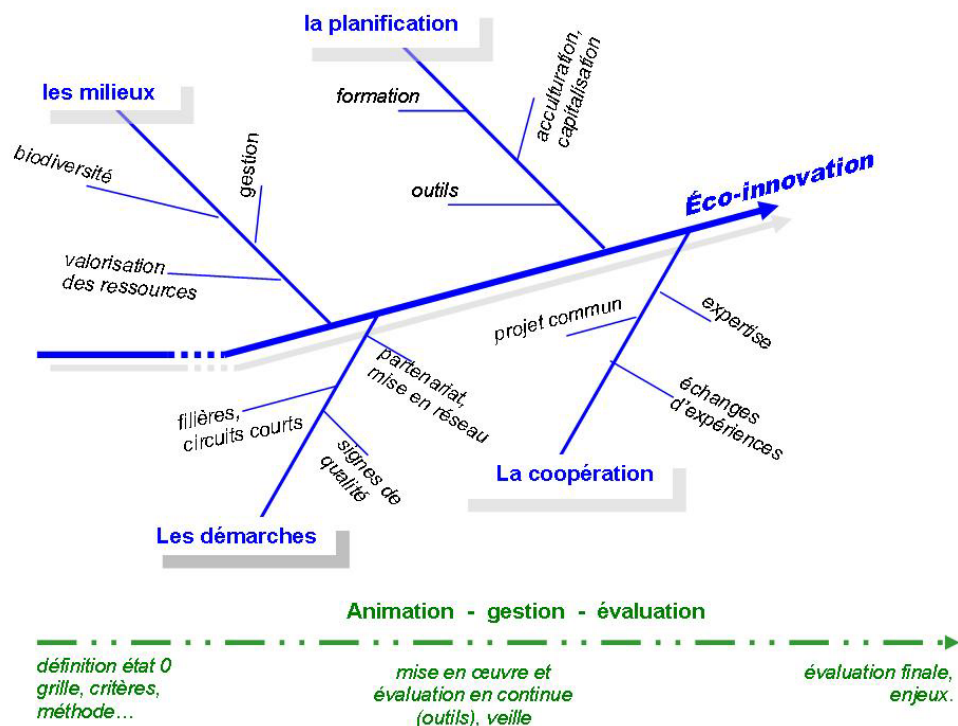 la planification
les milieux
formation
acculturation,
capitalisation
biodiversité
gestion
outils
Éco-innovation
valorisation
des ressources
projet commun
expertise
partenariat,
mise en réseau
filières,
circuits courts
échanges
d'expériences
signes de
qualité
La coopération
Les démarches
Animation - gestion - évaluation
définition état 0
grille, critères,
méthode...
mise en œuvre et
évaluation en continue
(outils), veille
évaluation finale,
enjeux.